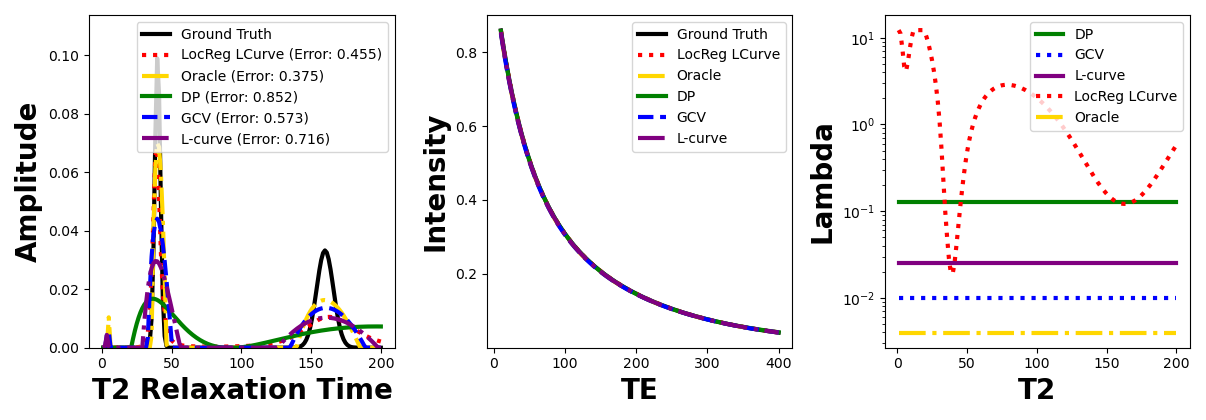 Amplitude
0.10
0.08
0.06
0.04
0.02
0.00
0
50
100
150
200
T2 Relaxation Time
Ground Truth
LocReg LCurve (Error: 0.455)
Oracle (Error: 0.375)
DP (Error: 0.852)
GCV (Error: 0.573)
L-curve (Error: 0.716)
Intensity
0.8
0.6
0.4
0.2
0
100
200
300
400
TE
Ground Truth
LocReg LCurve
Oracle
DP
GCV
L-curve
Lambda
10¹
10⁰
10⁻¹
10⁻²
0
50
100
150
200
T2
DP
GCV
L-curve
LocReg LCurve
Oracle